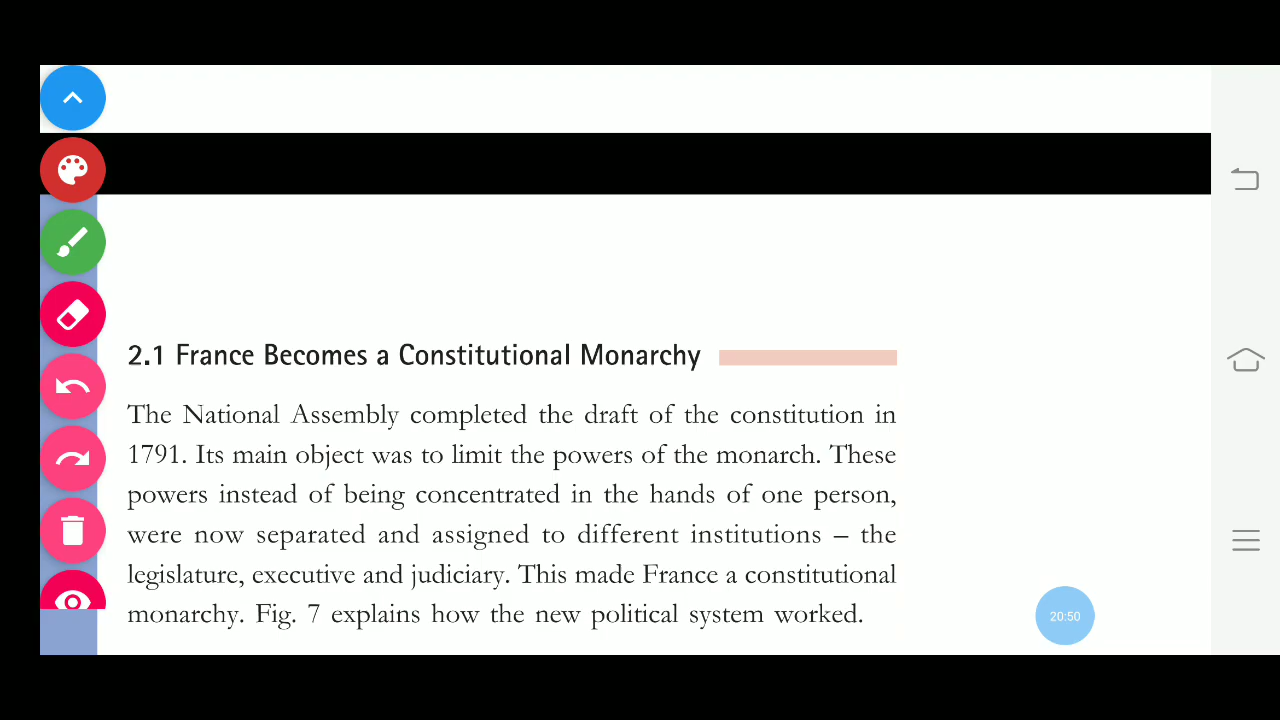 2.1 France Becomes a Constitutional Monarchy
The National Assembly completed the draft of the constitution in
1791. Its main object was to limit the powers of the monarch. These
powers instead of being concentrated in the hands of one person,
were now separated and assigned to different institutions – the
legislature, executive and judiciary. This made France a constitutional
monarchy. Fig. 7 explains how the new political system worked.
20:50